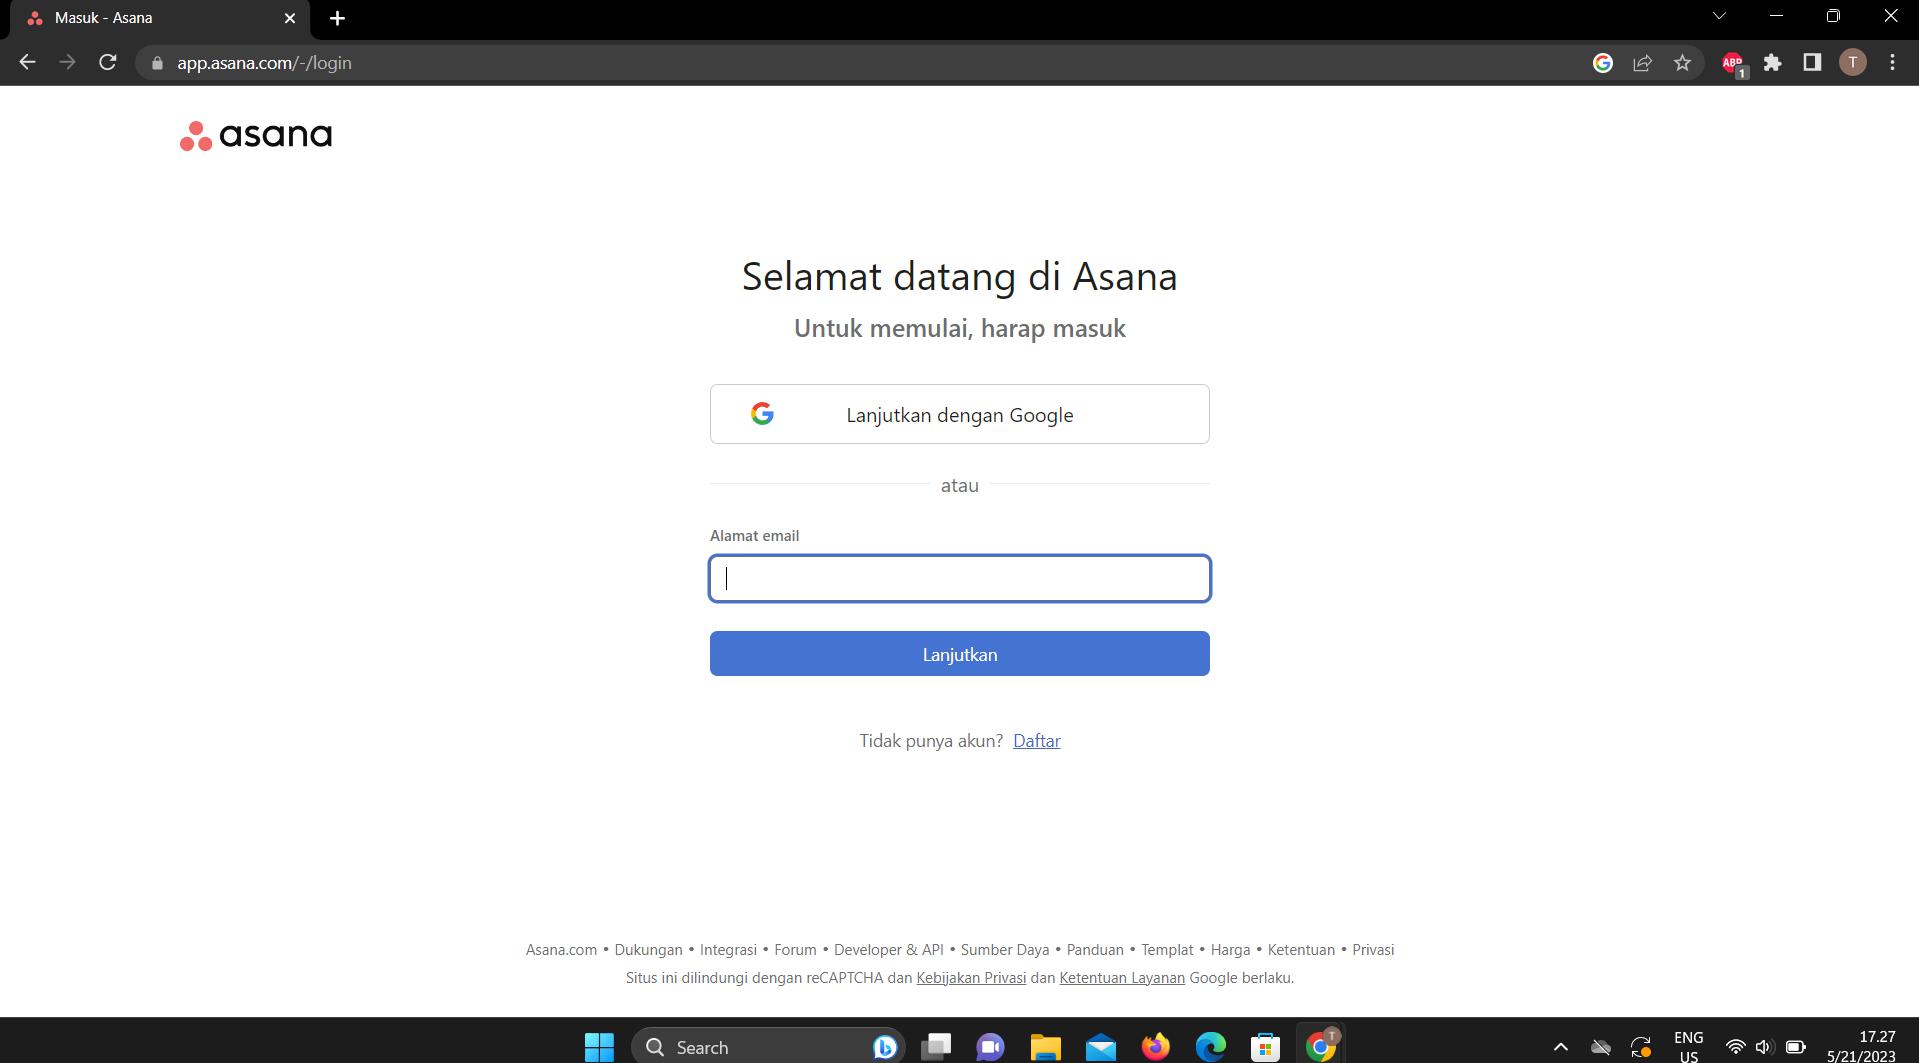 Masuk - Asana
app.asana.com/-/login
ABP
1
T
asana
Selamat datang di Asana
Untuk memulai, harap masuk
Lanjutkan dengan Google
atau
Alamat email
Lanjutkan
Tidak punya akun? Daftar
Asana.com • Dukungan • Integrasi • Forum • Developer & API • Sumber Daya • Panduan • Templat • Harga • Ketentuan • Privasi
Situs ini dilindungi dengan reCAPTCHA dan Kebijakan Privasi dan Ketentuan Layanan Google berlaku.
Search
T
ENG
US
17.27
5/21/2023